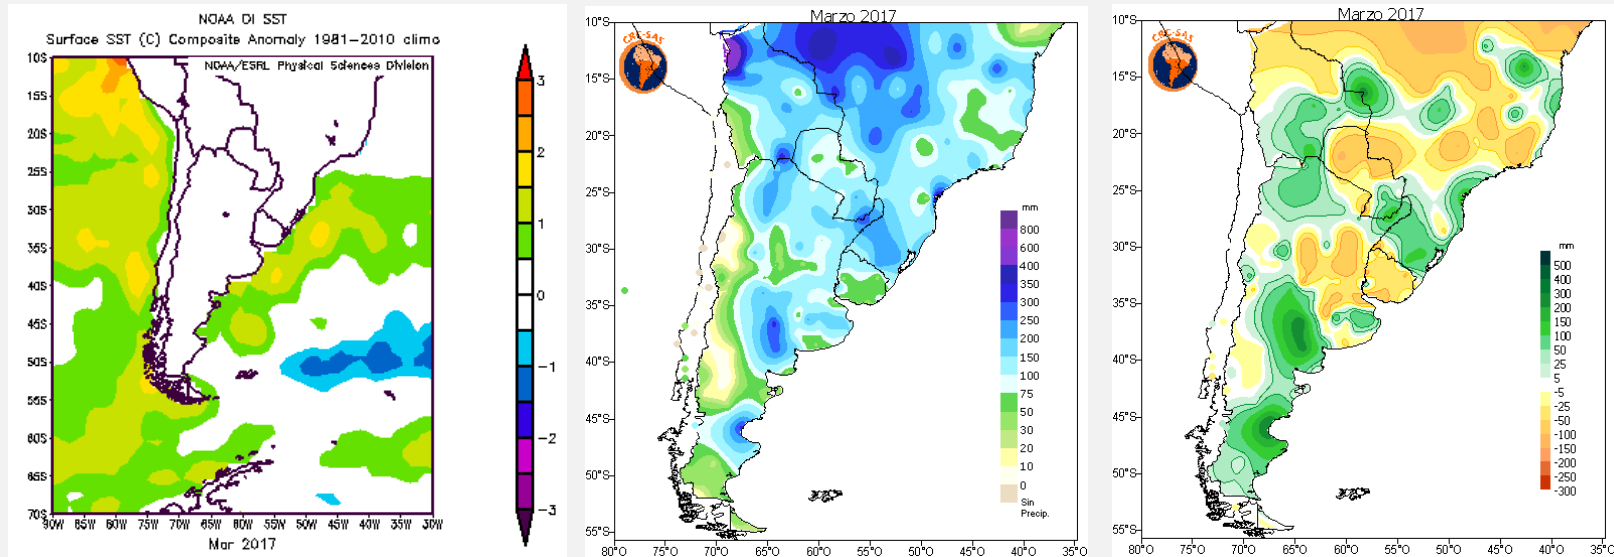 NOAA OI SST
Surface SST (C) Composite Anomaly 1981-2010 climo
NOAA/ESRL Physical Sciences Division
10S
15S
20S
25S
30S
35S
40S
45S
50S
55S
60S
65S
70S
90W 85W 80W 75W 70W 65W 60W 55W 50W 45W 40W 35W 30W
Mar 2017
3
2
1
0
-1
-2
-3
Marzo 2017
CRC-SAS
10°S
15°S
20°S
25°S
30°S
35°S
40°S
45°S
50°S
55°S
80°O 75°O 70°O 65°O 60°O 55°O 50°O 45°O 40°O 35°O
mm
800
600
400
350
300
250
200
150
100
75
50
30
20
10
0
Sin
Precip.
Marzo 2017
CRC-SAS
10°S
15°S
20°S
25°S
30°S
35°S
40°S
45°S
50°S
55°S
80°O 75°O 70°O 65°O 60°O 55°O 50°O 45°O 40°O 35°O
mm
500
400
300
200
150
100
50
25
5
-5
-25
-50
-100
-150
-200
-250
-300